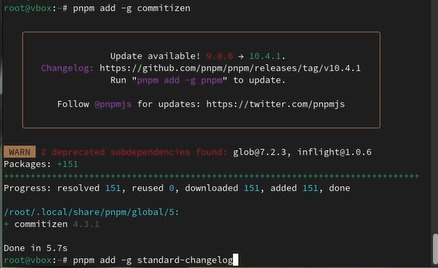 root@vbox:~# pnpm add -g commitizen
Update available! 9.0.6 → 10.4.1.
Changelog: https://github.com/pnpm/pnpm/releases/tag/v10.4.1
Run "pnpm add -g pnpm" to update.
Follow @pnpmjs for updates: https://twitter.com/pnpmjs
WARN 2 deprecated subdependencies found: glob@7.2.3, inflight@1.0.6
Packages: +151
++++++++++++++++++++++++++++++++++++++++++++++++++++++++++++++++++++++++
Progress: resolved 151, reused 0, downloaded 151, added 151, done
/root/.local/share/pnpm/global/5:
+ commitizen 4.3.1
Done in 5.7s
root@vbox:~# pnpm add -g standard-changelog